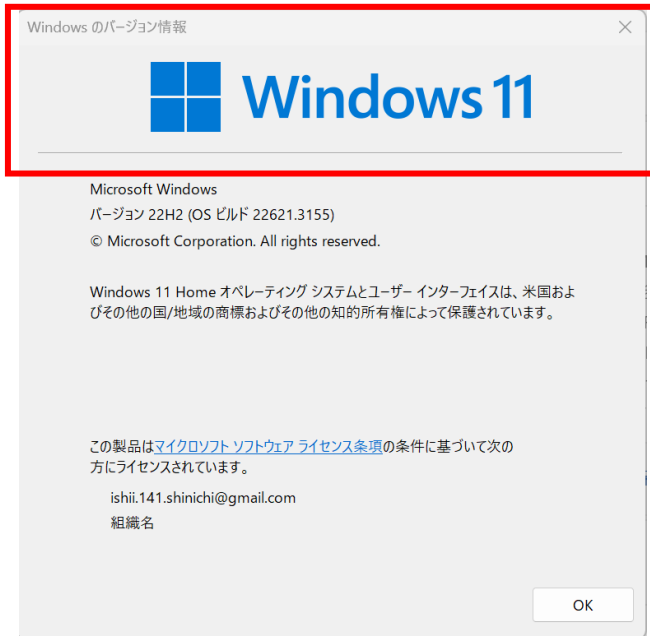 Windows のバージョン情報
Windows 11
Microsoft Windows
バージョン 22H2 (OS ビルド 22621.3155)
© Microsoft Corporation. All rights reserved.
Windows 11 Home オペレーティング システムとユーザー インターフェイスは、米国およ
びその他の国/地域の商標およびその他の知的所有権によって保護されています。
この製品はマイクロソフト ソフトウェア ライセンス条項の条件に基づいて次の
方にライセンスされています。
ishii.141.shinichi@gmail.com
組織名
OK